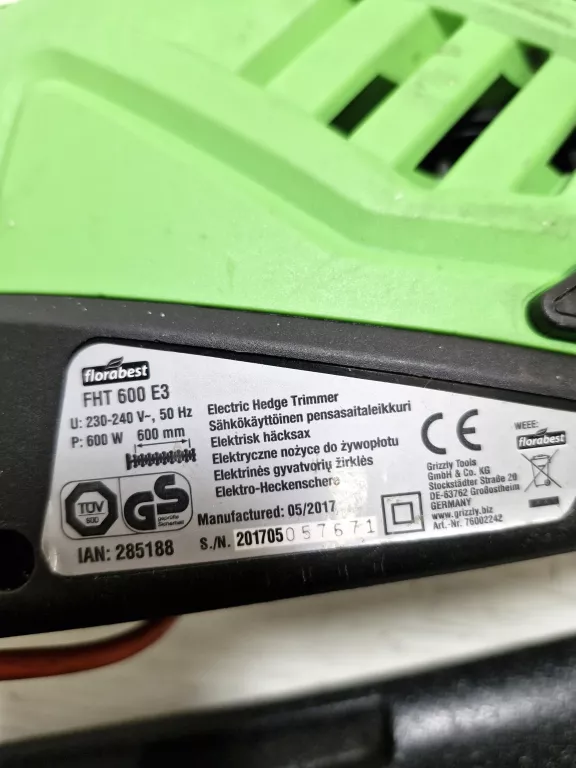 florabest
FHT 600 E3
U: 230-240 V~, 50 Hz
P: 600 W 600 mm
TÜV
GS
geprüfte
Sicherheit
IAN: 285188
Electric Hedge Trimmer
Sähkökäyttöinen pensasaitaleikkuri
Elektrisk häcksax
Elektryczne nożyce do żywopłotu
Elektrinės gyvatvorių žirklės
Elektro-Heckenschere
Manufactured: 05/2017
S./N. 201705057671
CE
Grizzly Tools
GmbH & Co. KG
Stockstädter Straße 20
DE-63762 Großostheim
GERMANY
www.grizzly.biz
Art.-Nr. 76002242
WEEE:
florabest